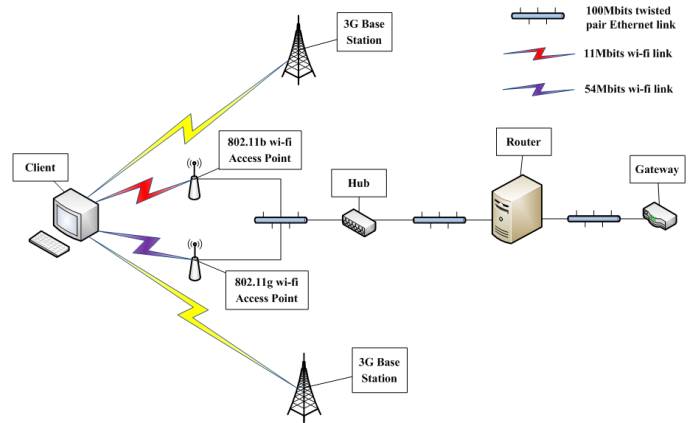 100Mbits twisted
pair Ethernet link
11Mbits wi-fi link
54Mbits wi-fi link
3G Base
Station
802.11b wi-fi
Access Point
Router
Client
Hub
Gateway
802.11g wi-fi
Access Point
3G Base
Station